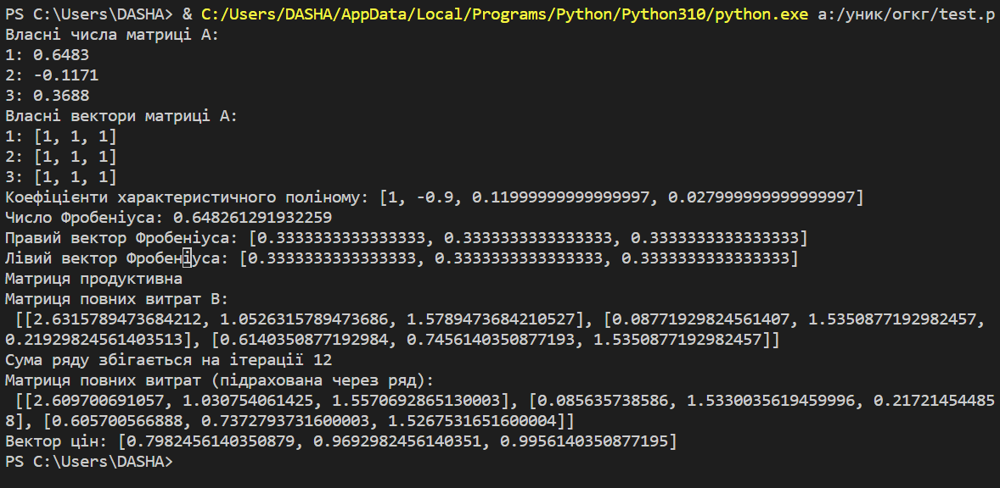 PS C:\Users\DASHA> & C:/Users/DASHA/AppData/Local/Programs/Python/Python310/python.exe a:/уник/огкг/test.p
Власні числа матриці A:
1: 0.6483
2: -0.1171
3: 0.3688
Власні вектори матриці A:
1: [1, 1, 1]
2: [1, 1, 1]
3: [1, 1, 1]
Коефіцієнти характеристичного поліному: [1, -0.9, 0.11999999999999997, 0.027999999999999997]
Число Фробеніуса: 0.648261291932259
Правий вектор Фробеніуса: [0.3333333333333333, 0.3333333333333333, 0.3333333333333333]
Лівий вектор Фробеніуса: [0.3333333333333333, 0.3333333333333333, 0.3333333333333333]
Матриця продуктивна
Матриця повних витрат B:
[[2.6315789473684212, 1.0526315789473686, 1.5789473684210527], [0.08771929824561407, 1.5350877192982457,
0.21929824561403513], [0.6140350877192984, 0.7456140350877193, 1.5350877192982457]]
Сума ряду збігається на ітерації 12
Матриця повних витрат (підрахована через ряд):
[[2.609700691057, 1.030754061425, 1.5570692865130003], [0.085635738586, 1.5330035619459996, 0.21721454485
8], [0.605700566888, 0.7372793731600003, 1.5267531651600004]]
Вектор цін: [0.7982456140350879, 0.9692982456140351, 0.9956140350877195]
PS C:\Users\DASHA>